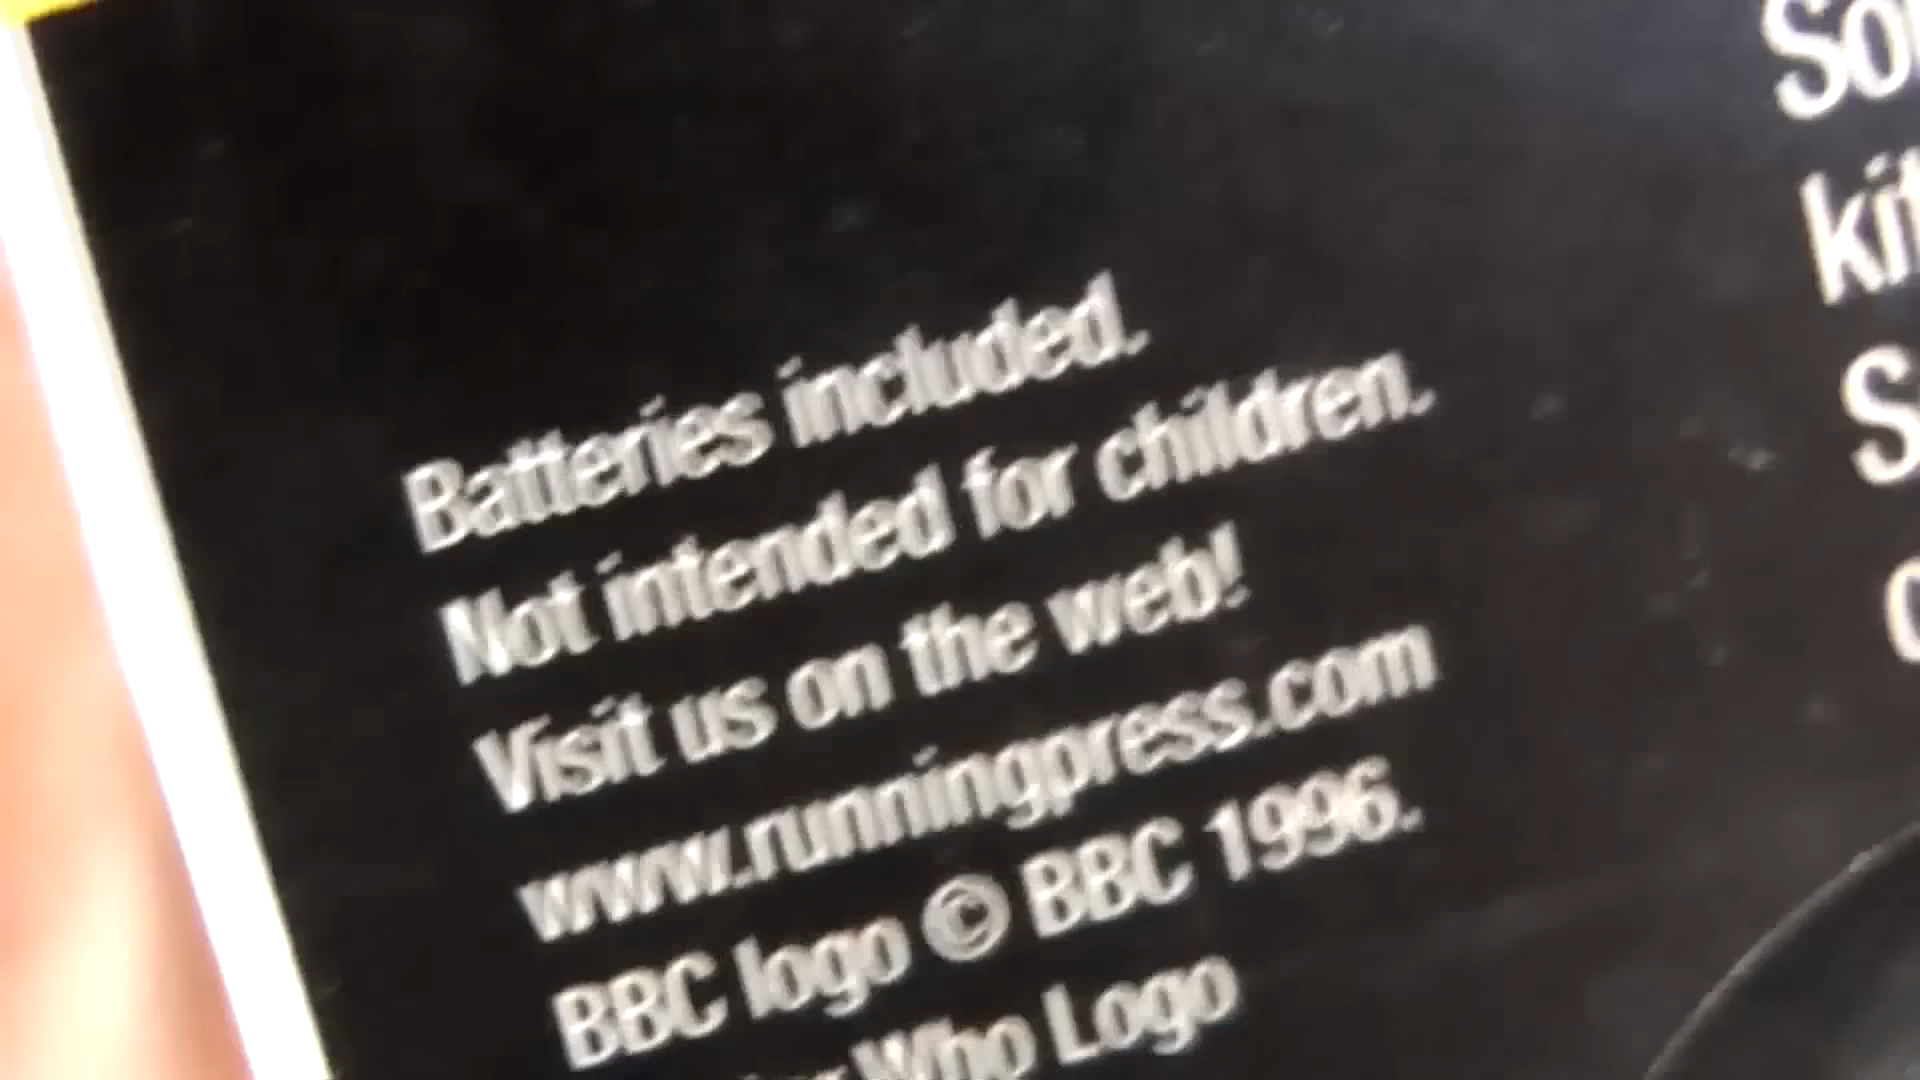 Batteries included.
Not intended for children.
Visit us on the web!
www.runningpress.com
BBC logo © BBC 1996.
Who Logo